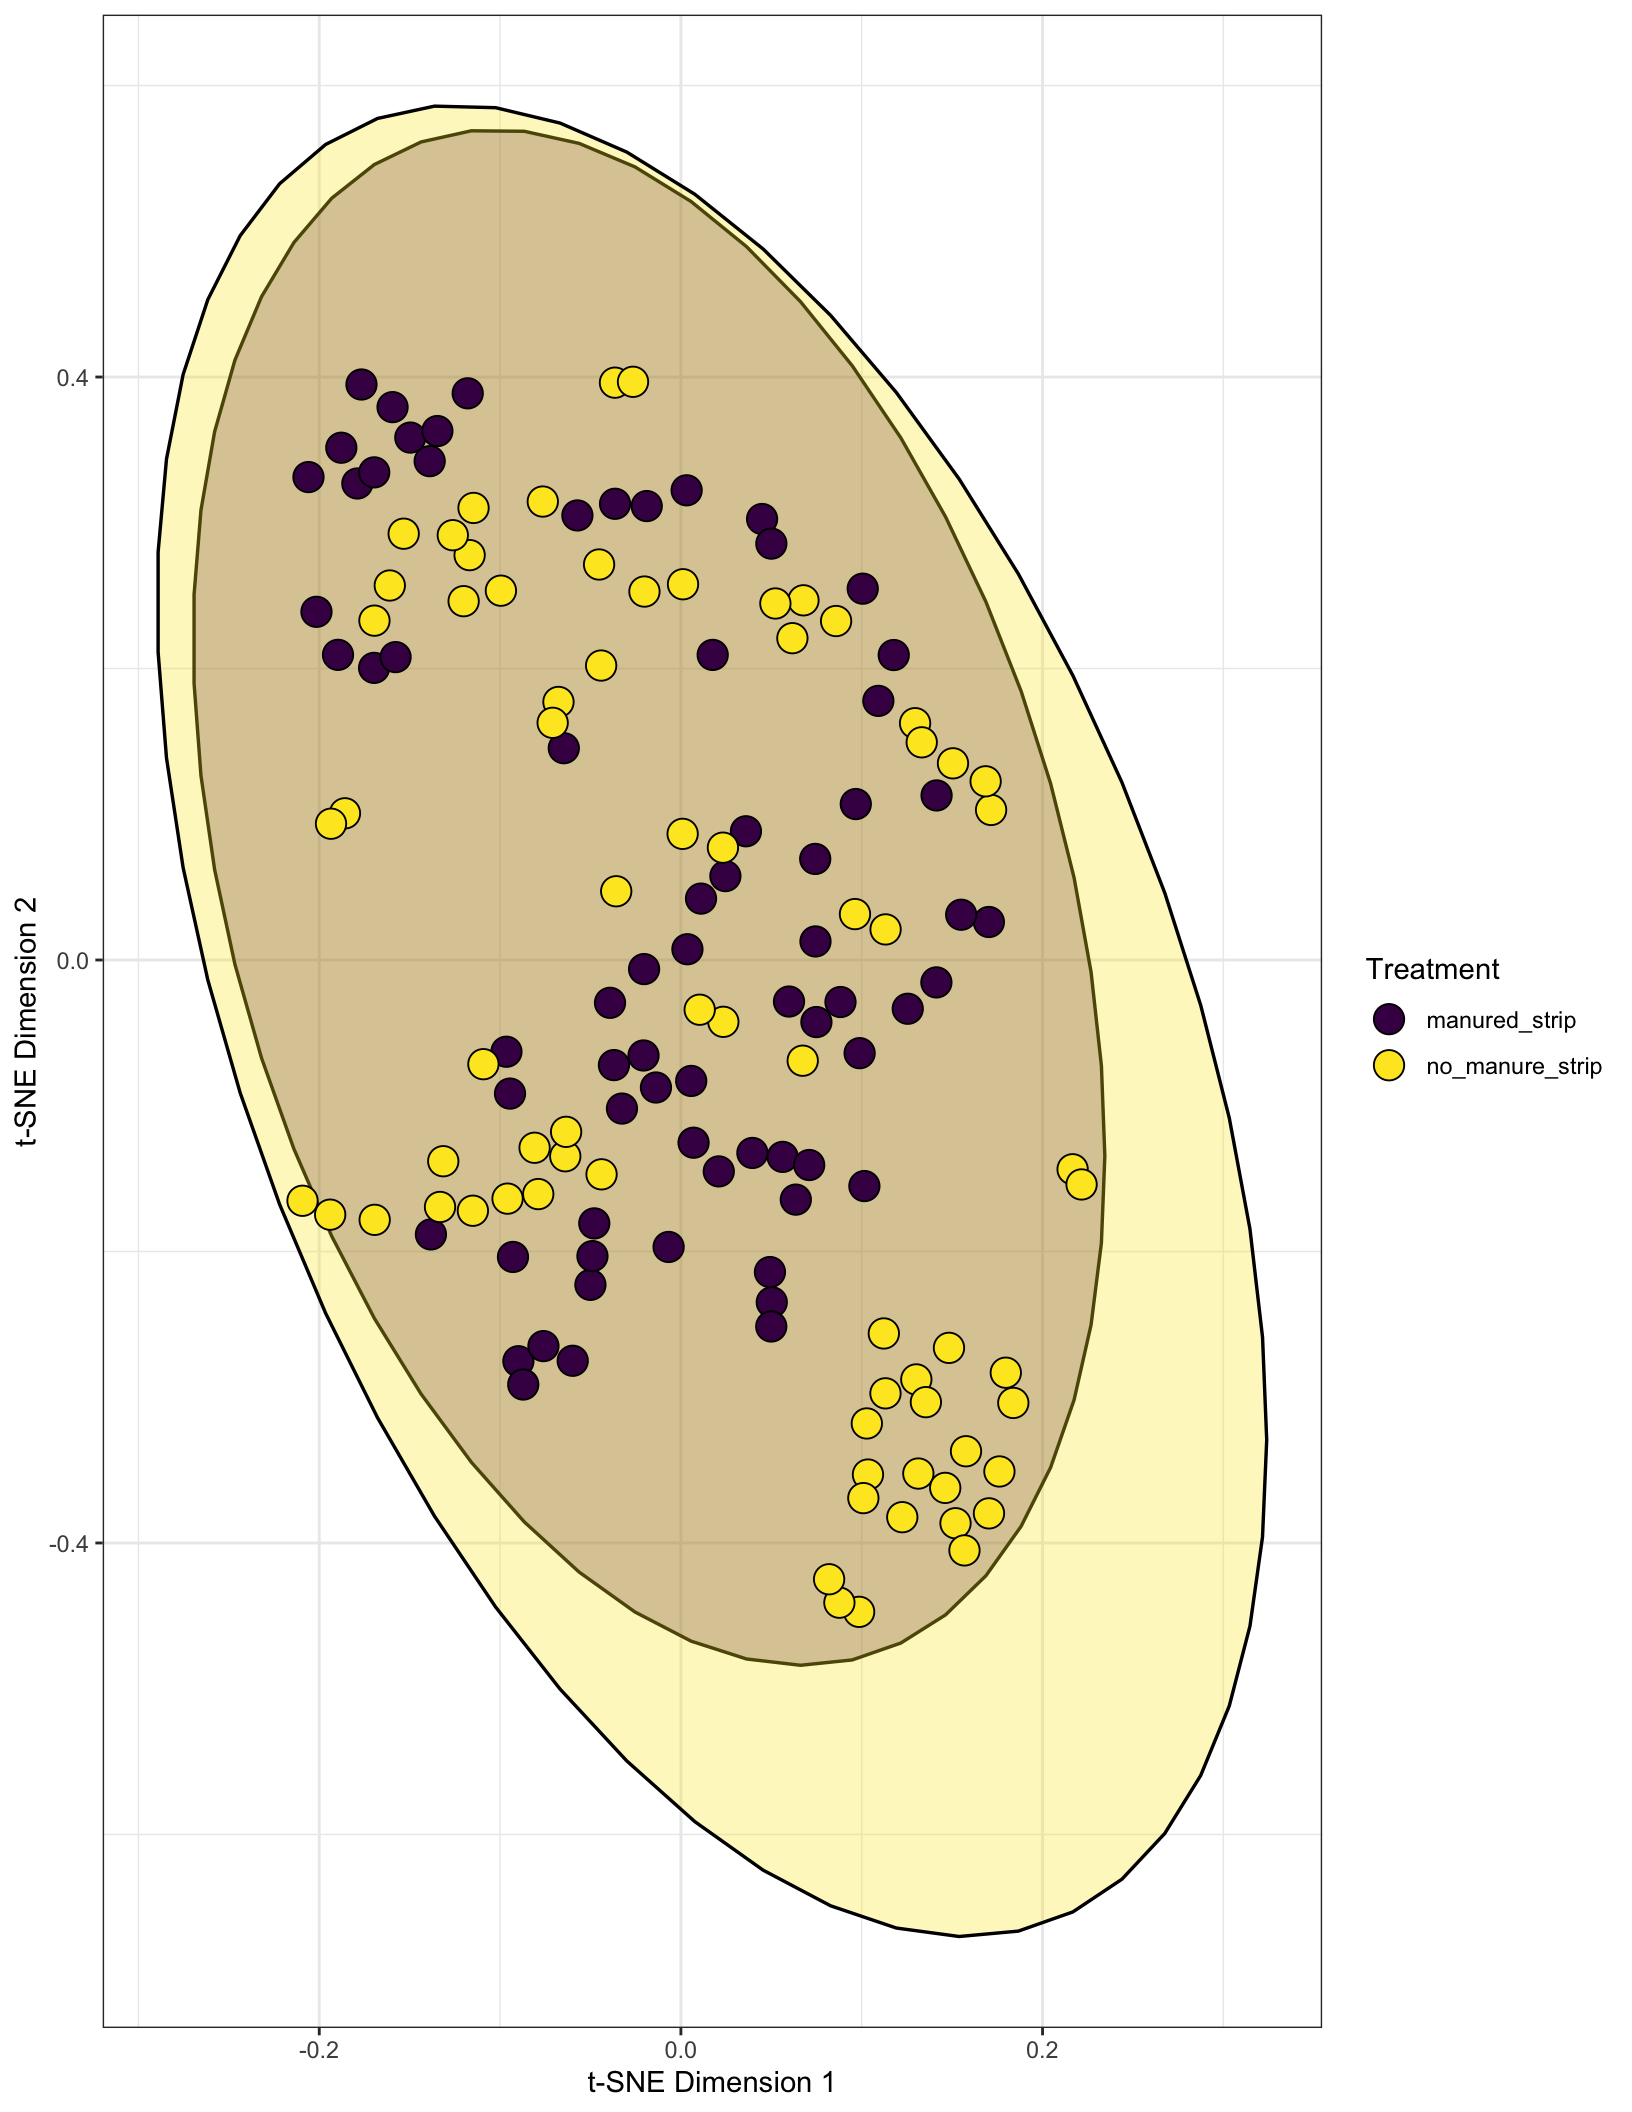 0.4
0.0
-0.4
t-SNE Dimension 2
-0.2
0.0
0.2
t-SNE Dimension 1
Treatment
manured_strip
no_manure_strip